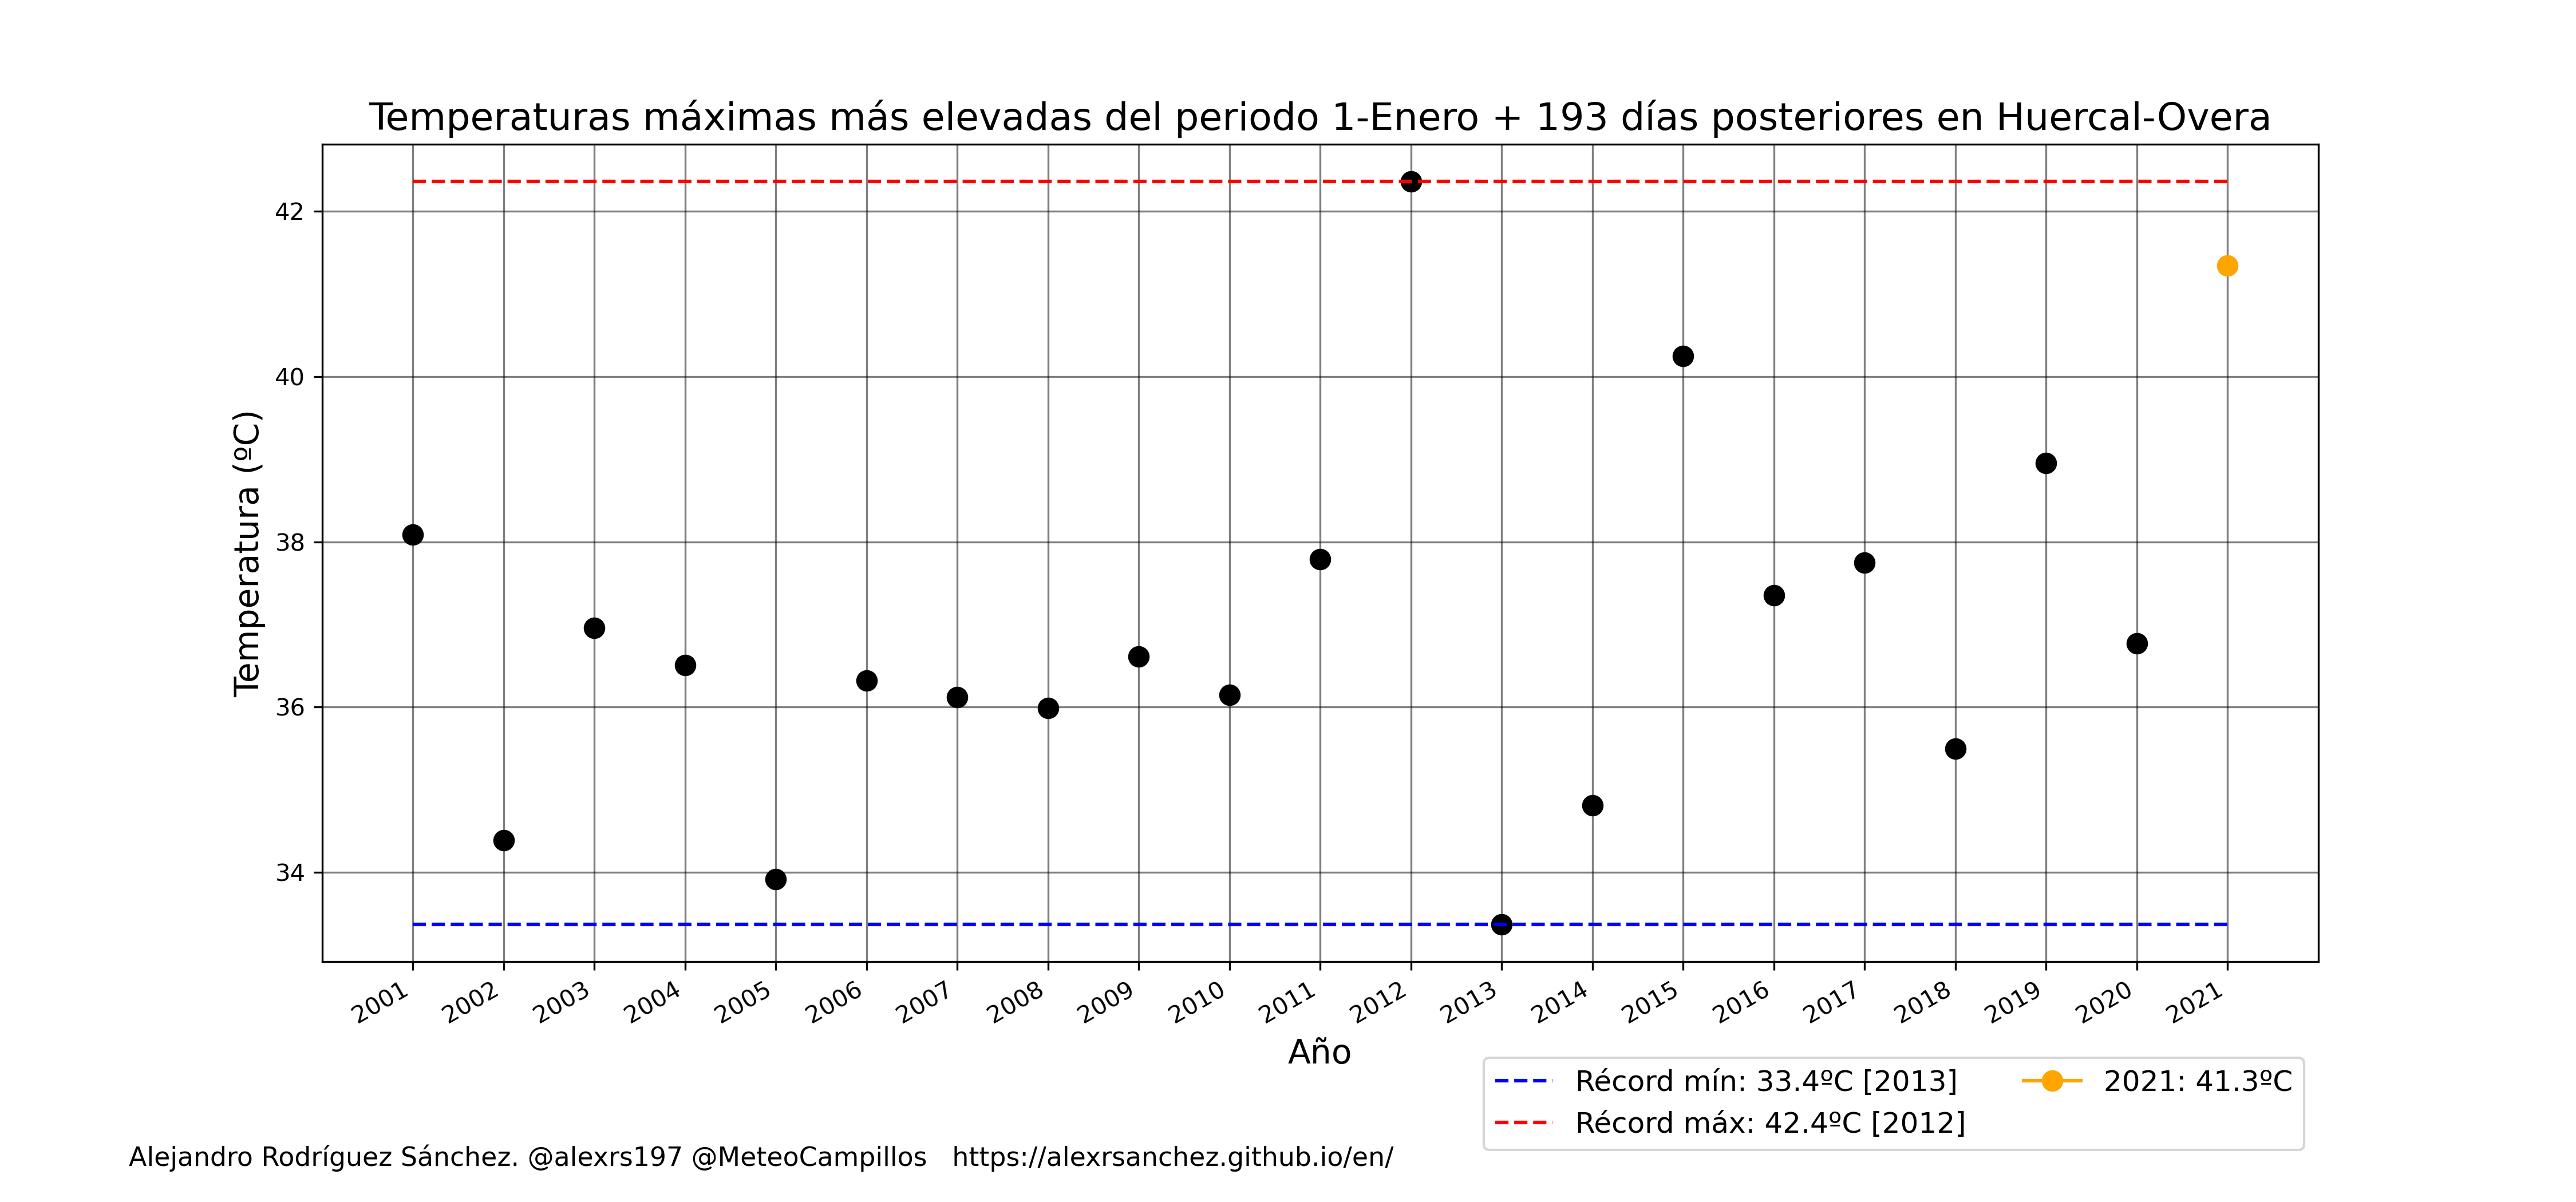 Temperaturas máximas más elevadas del periodo 1-Enero + 193 días posteriores en Huercal-Overa
Temperatura (ºC)
42
40
38
36
34
2001 2002 2003 2004 2005 2006 2007 2008 2009 2010 2011 2012 2013 2014 2015 2016 2017 2018 2019 2020 2021
Año
Récord mín: 33.4ºC [2013]
Récord máx: 42.4ºC [2012]
2021: 41.3ºC
Alejandro Rodríguez Sánchez. @alexrs197 @MeteoCampillos https://alexrsanchez.github.io/en/